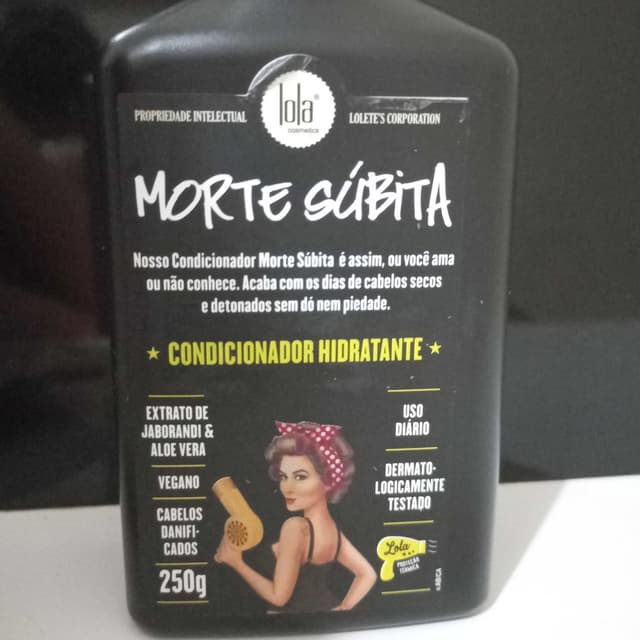 PROPRIEDADE INTELECTUAL
lola®
cosmetics
LOLETE'S CORPORATION
MORTE SÚBITA
Nosso Condicionador Morte Súbita é assim, ou você ama
ou não conhece. Acaba com os dias de cabelos secos
e detonados sem dó nem piedade.
★ CONDICIONADOR HIDRATANTE ★
EXTRATO DE
JABORANDI &
ALOE VERA
VEGANO
CABELOS
DANIFI-
CADOS
250g
USO
DIÁRIO
DERMATO-
LOGICAMENTE
TESTADO
Lola
PROTEÇÃO
TÉRMICA